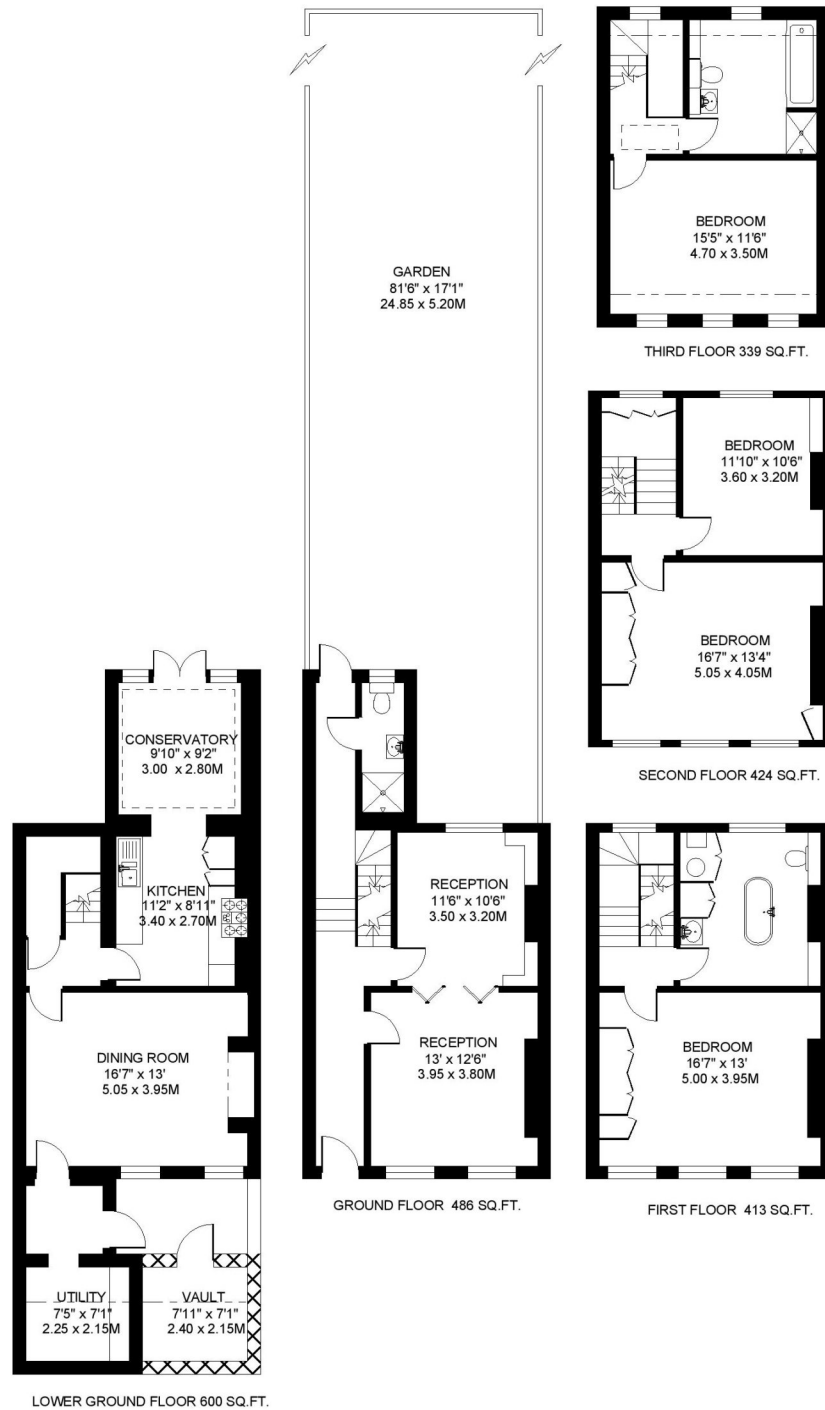 GARDEN
81'6" x 17'1"
24.85 x 5.20M
BEDROOM
15'5" x 11'6"
4.70 x 3.50M
THIRD FLOOR 339 SQ.FT.
BEDROOM
11'10" x 10'6"
3.60 x 3.20M
BEDROOM
16'7" x 13'4"
5.05 x 4.05M
SECOND FLOOR 424 SQ.FT.
CONSERVATORY
9'10" x 9'2"
3.00 x 2.80M
KITCHEN
11'2" x 8'11"
3.40 x 2.70M
DINING ROOM
16'7" x 13'
5.05 x 3.95M
UTILITY
7'5" x 7'1"
2.25 x 2.15M
VAULT
7'11" x 7'1"
2.40 x 2.15M
LOWER GROUND FLOOR 600 SQ.FT.
RECEPTION
11'6" x 10'6"
3.50 x 3.20M
RECEPTION
13' x 12'6"
3.95 x 3.80M
GROUND FLOOR 486 SQ.FT.
BEDROOM
16'7" x 13'
5.00 x 3.95M
FIRST FLOOR 413 SQ.FT.